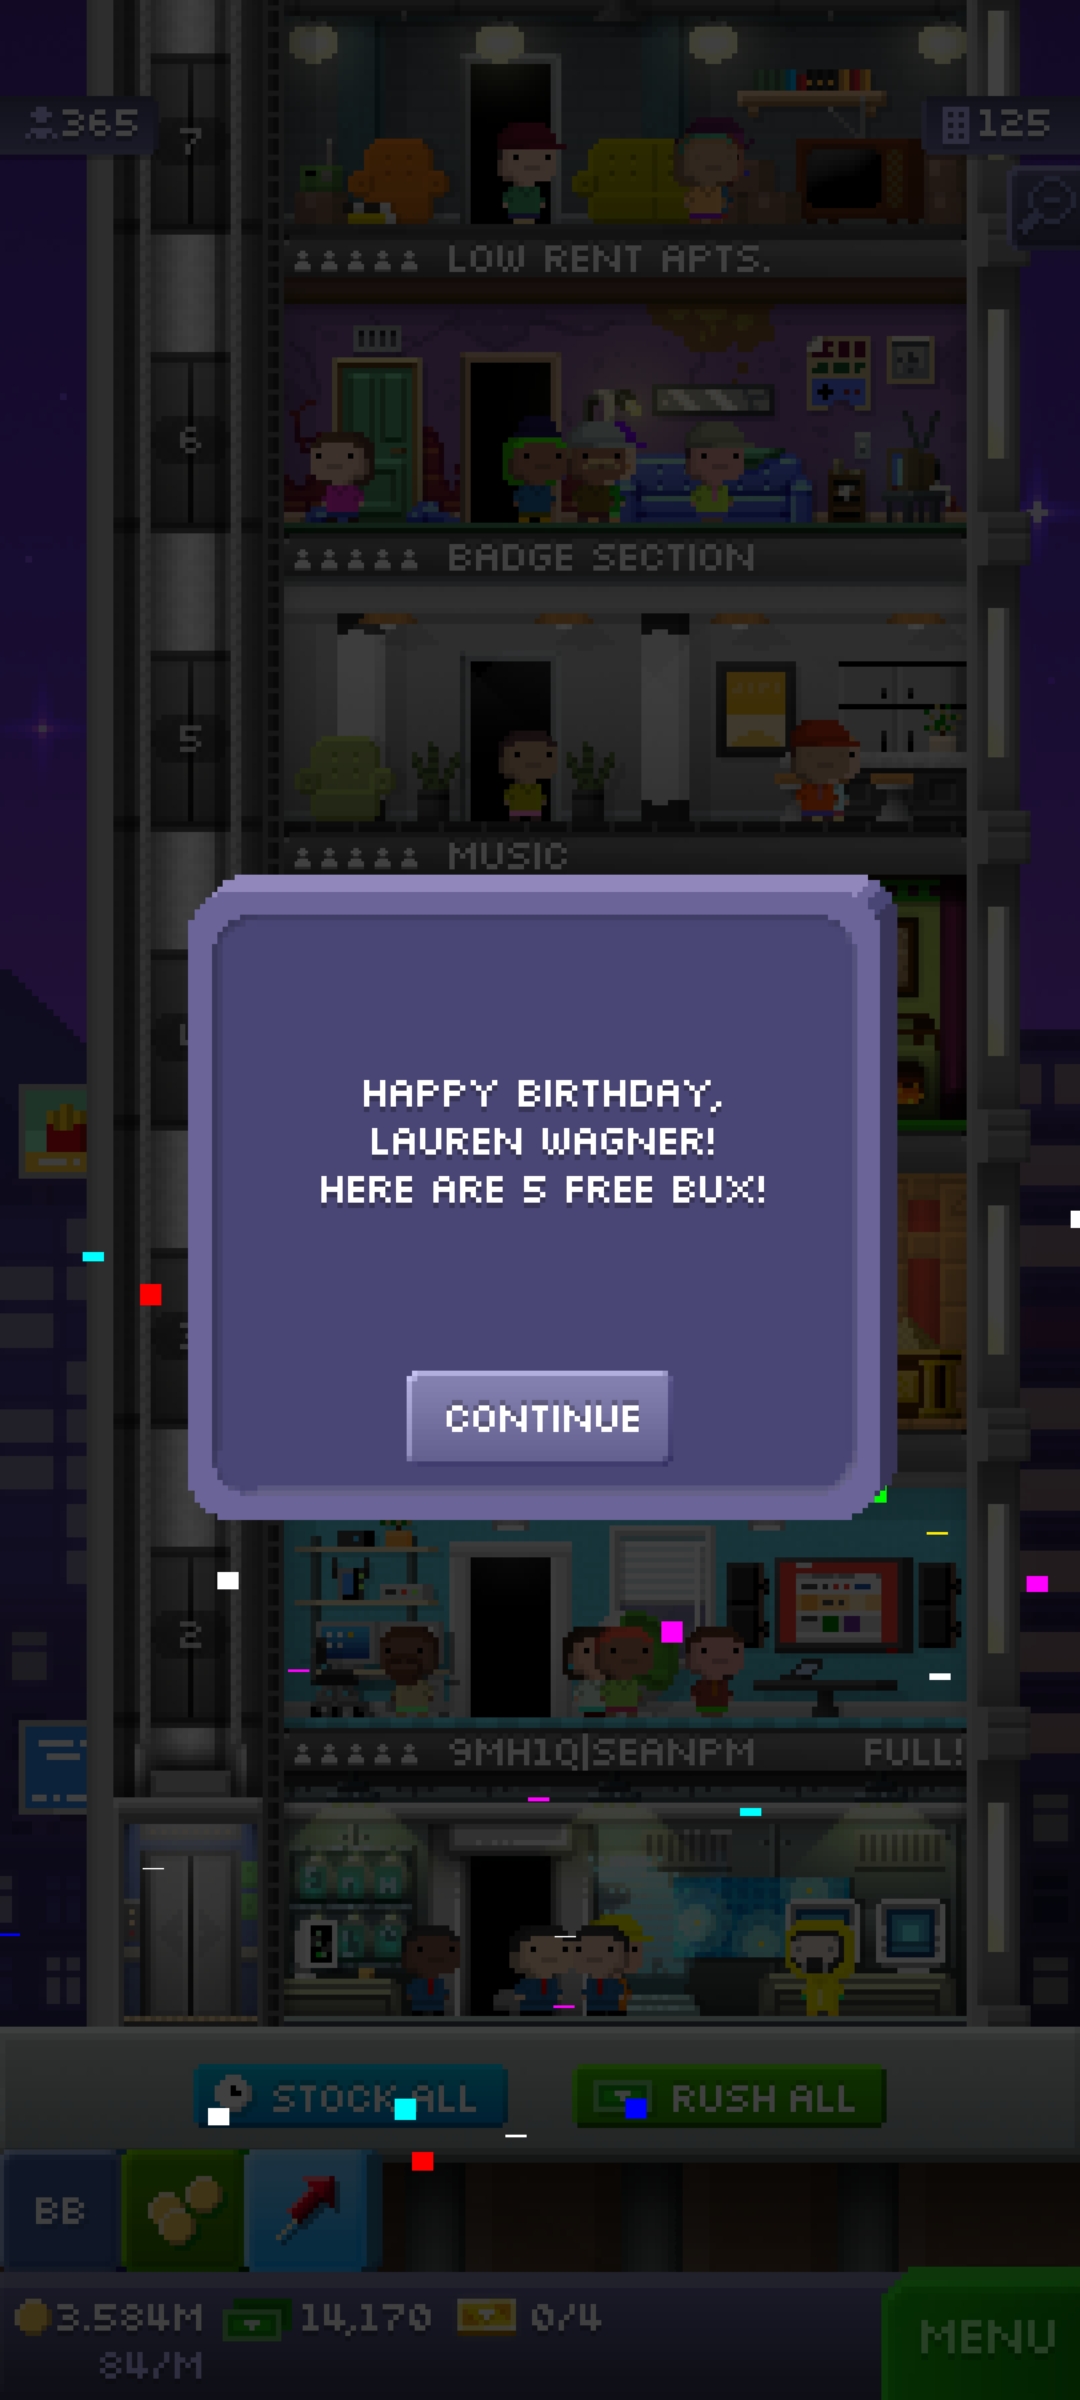 365
125
7
LOW RENT APTS.
6
BADGE SECTION
5
MUSIC
HAPPY BIRTHDAY,
LAUREN WAGNER!
HERE ARE 5 FREE BUX!
CONTINUE
2
9MH1Q|SEANPM
FULL!
STOCK ALL
RUSH ALL
BB
3.584M
14,170
0/4
84/M
MENU